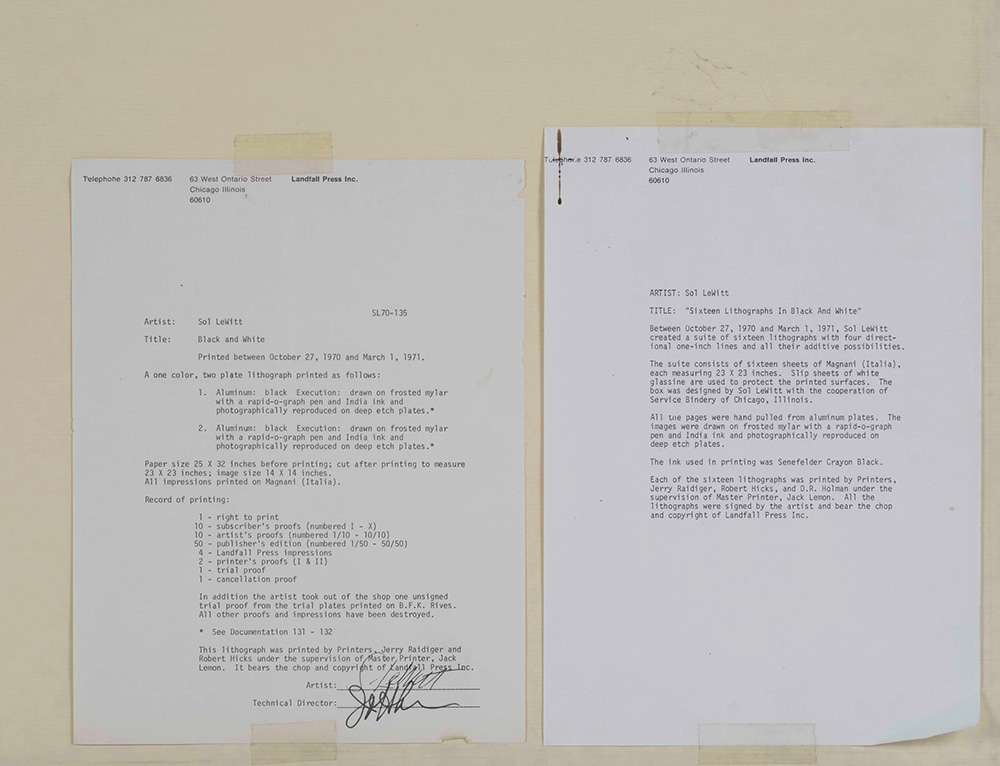 Telephone 312 787 6836 63 West Ontario Street Landfall Press Inc.
Chicago Illinois
60610
SL70-135
Artist: Sol LeWitt
Title: Black and White
Printed between October 27, 1970 and March 1, 1971.
A one color, two plate lithograph printed as follows:
1. Aluminum: black Execution: drawn on frosted mylar
with a rapid-o-graph pen and India ink and
photographically reproduced on deep etch plates.*
2. Aluminum: black Execution: drawn on frosted mylar
with a rapid-o-graph pen and India ink and
photographically reproduced on deep etch plates.*
Paper size 25 X 32 inches before printing; cut after printing to measure
23 X 23 inches; image size 14 X 14 inches.
All impressions printed on Magnani (Italia).
Record of printing:
1 - right to print
10 - subscriber's proofs (numbered I - X)
10 - artist's proofs (numbered 1/10 - 10/10)
50 - publisher's edition (numbered 1/50 - 50/50)
4 - Landfall Press impressions
2 - printer's proofs (I & II)
1 - trial proof
1 - cancellation proof
In addition the artist took out of the shop one unsigned
trial proof from the trial plates printed on B.F.K. Rives.
All other proofs and impressions have been destroyed.
* See Documentation 131 - 132
This lithograph was printed by Printers, Jerry Raidiger and
Robert Hicks under the supervision of Master Printer, Jack
Lemon. It bears the chop and copyright of Landfall Press Inc.
Artist:
Technical Director:
Telephone 312 787 6836 63 West Ontario Street Landfall Press Inc.
Chicago Illinois
60610
ARTIST: Sol LeWitt
TITLE: "Sixteen Lithographs In Black And White"
Between October 27, 1970 and March 1, 1971, Sol LeWitt
created a suite of sixteen lithographs with four direct-
ional one-inch lines and all their additive possibilities.
The suite consists of sixteen sheets of Magnani (Italia),
each measuring 23 X 23 inches. Slip sheets of white
glassine are used to protect the printed surfaces. The
box was designed by Sol LeWitt with the cooperation of
Service Bindery of Chicago, Illinois.
All the pages were hand pulled from aluminum plates. The
images were drawn on frosted mylar with a rapid-o-graph
pen and India ink and photographically reproduced on
deep etch plates.
The ink used in printing was Senefelder Crayon Black.
Each of the sixteen lithographs was printed by Printers,
Jerry Raidiger, Robert Hicks, and D.R. Holman under the
supervision of Master Printer, Jack Lemon. All the
lithographs were signed by the artist and bear the chop
and copyright of Landfall Press Inc.